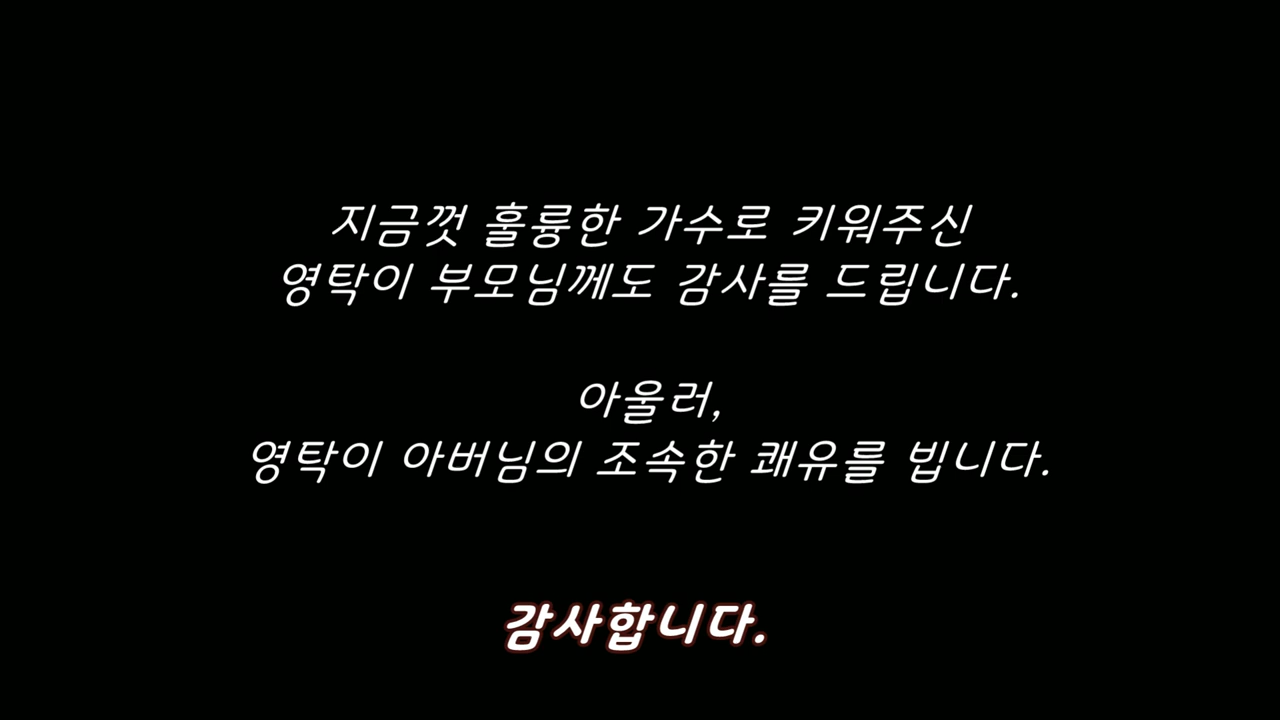 지금껏 훌륭한 가수로 키워주신
영탁이 부모님께도 감사를 드립니다.
아울러,
영탁이 아버님의 조속한 쾌유를 빕니다.
감사합니다.